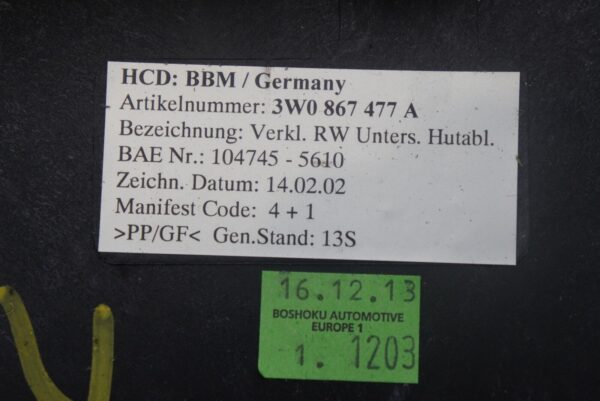 HCD: BBM / Germany
Artikelnummer: 3W0 867 477 A
Bezeichnung: Verkl. RW Unters. Hutabl.
BAE Nr.: 104745 - 5610
Zeichn. Datum: 14.02.02
Manifest Code: 4 + 1
>PP/GF< Gen.Stand: 13S
16.12.13
BOSHOKU AUTOMOTIVE
EUROPE 1
1. 1203